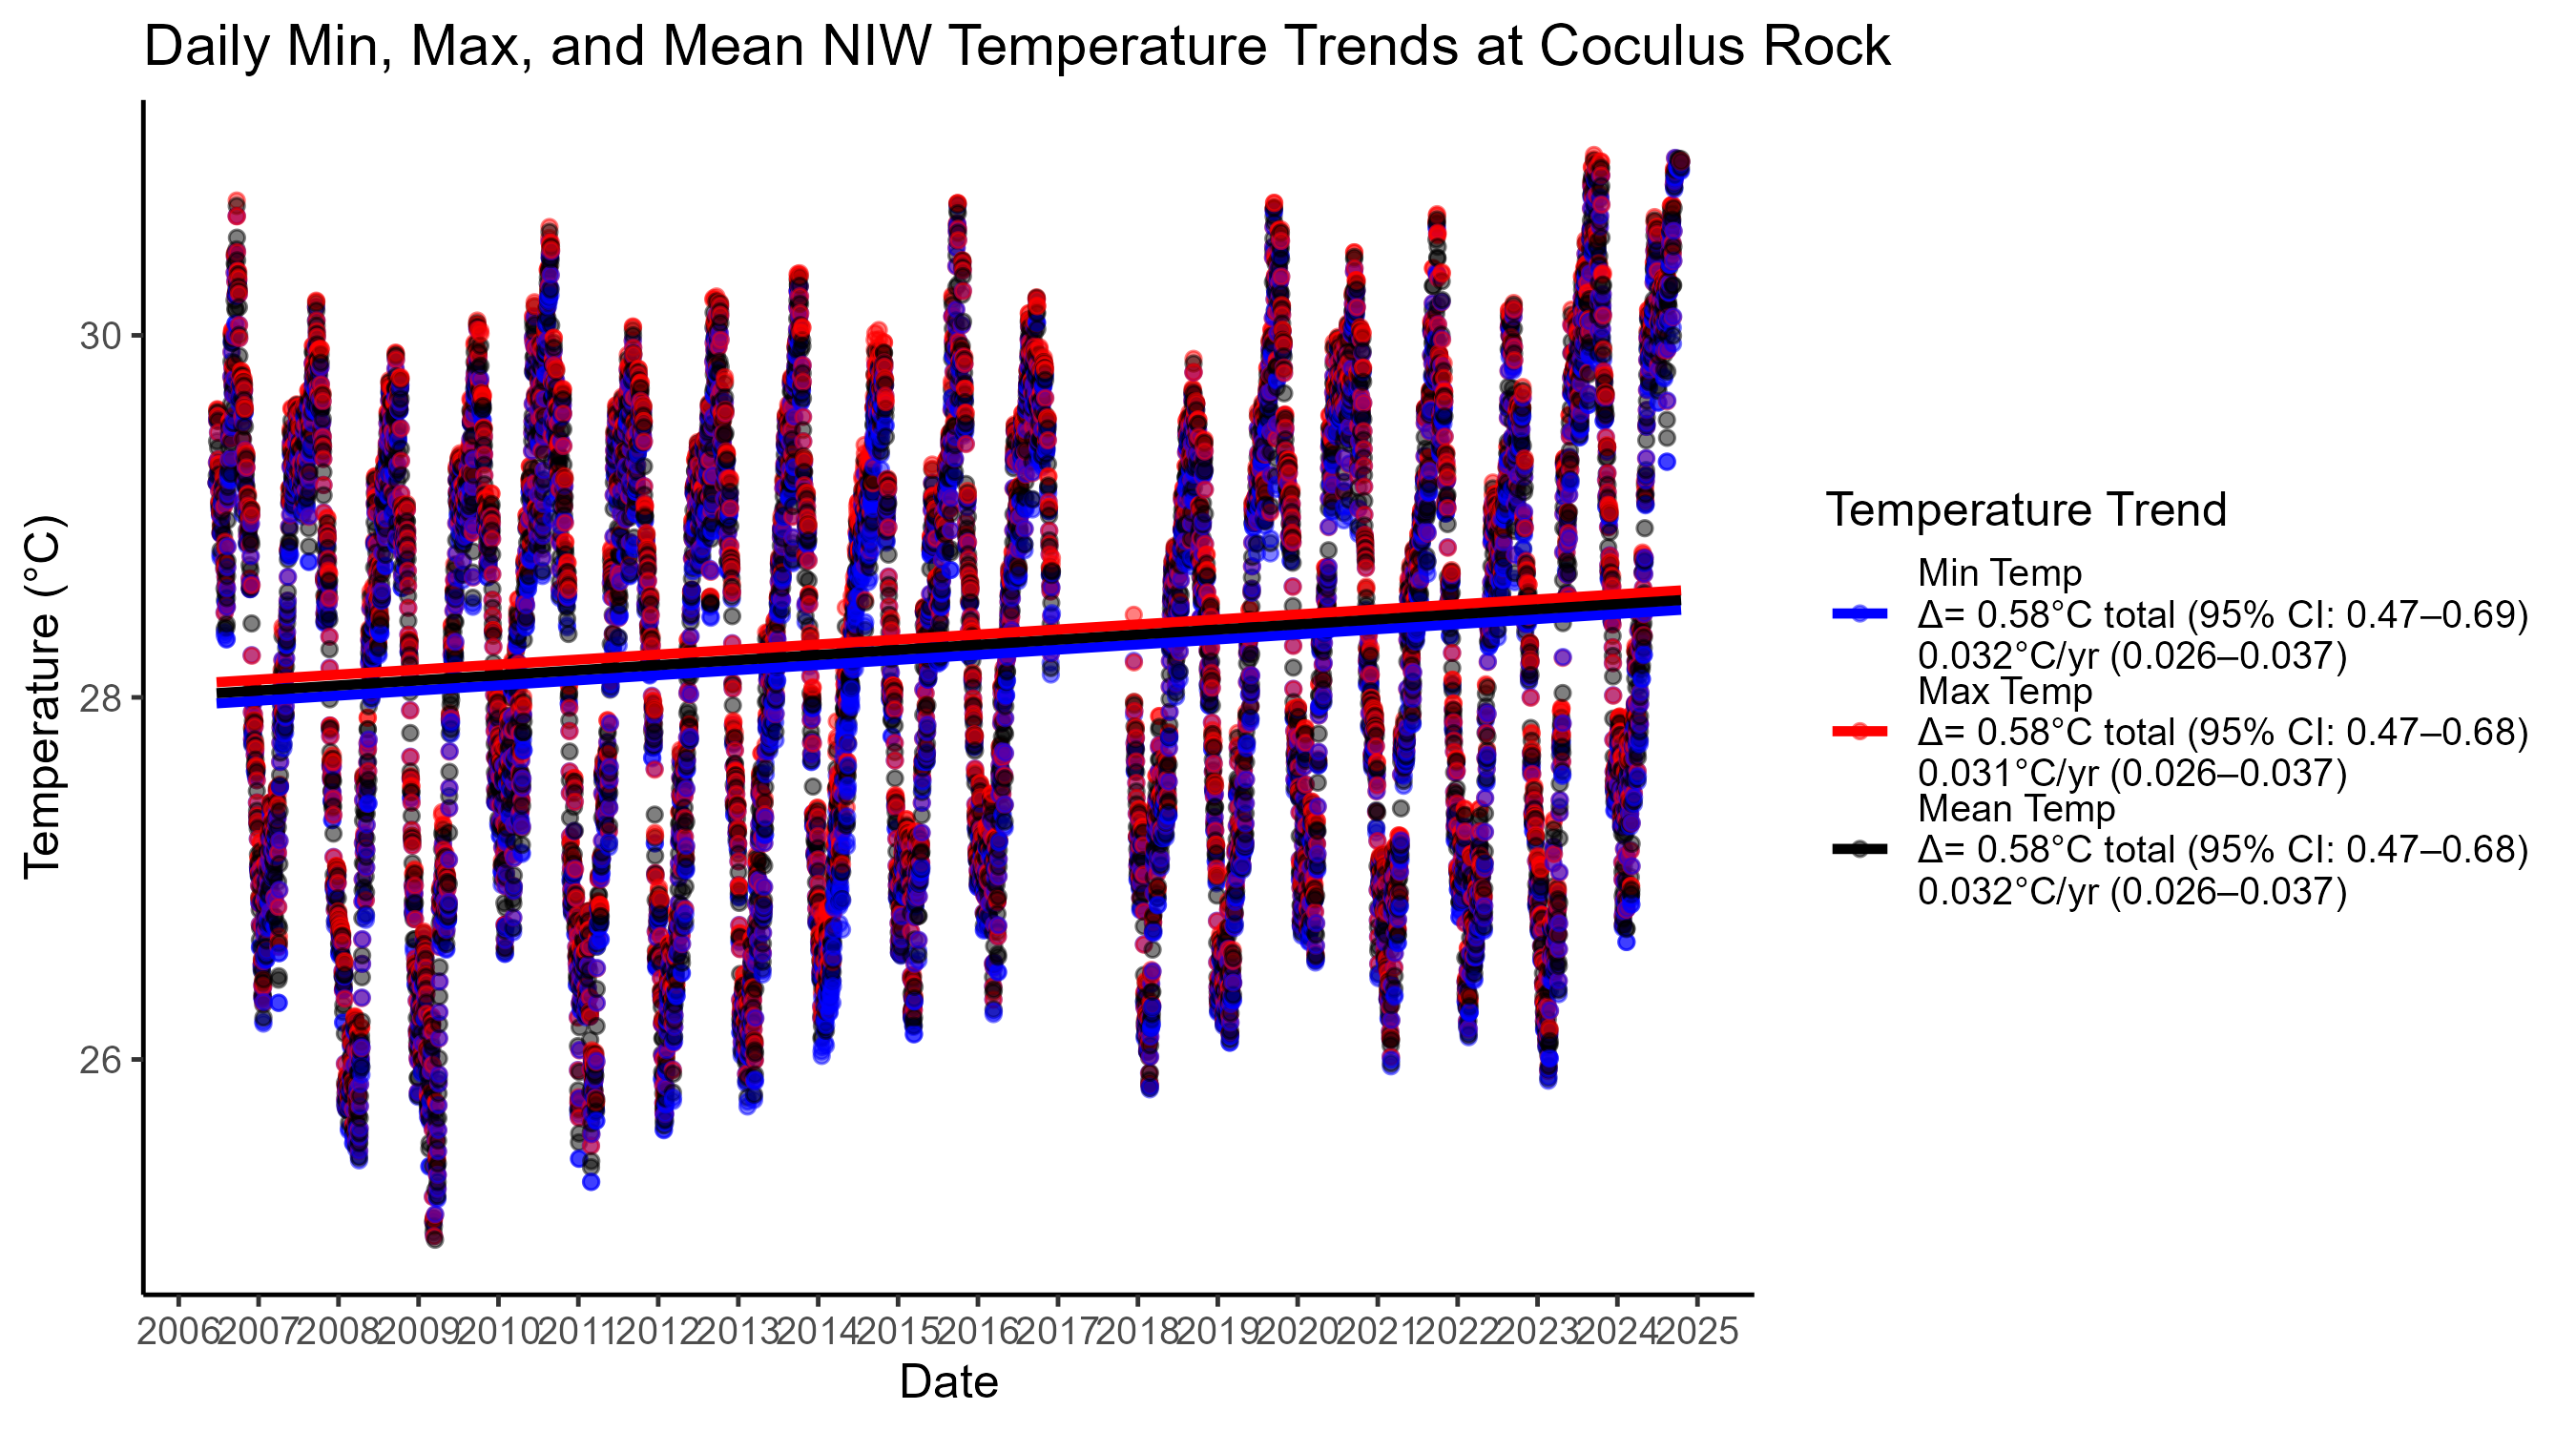 Daily Min, Max, and Mean NIW Temperature Trends at Coculus Rock
Temperature (°C)
30
28
26
2006 2007 2008 2009 2010 2011 2012 2013 2014 2015 2016 2017 2018 2019 2020 2021 2022 2023 2024 2025
Date
Temperature Trend
Min Temp
Δ= 0.58°C total (95% CI: 0.47–0.69)
0.032°C/yr (0.026–0.037)
Max Temp
Δ= 0.58°C total (95% CI: 0.47–0.68)
0.031°C/yr (0.026–0.037)
Mean Temp
Δ= 0.58°C total (95% CI: 0.47–0.68)
0.032°C/yr (0.026–0.037)